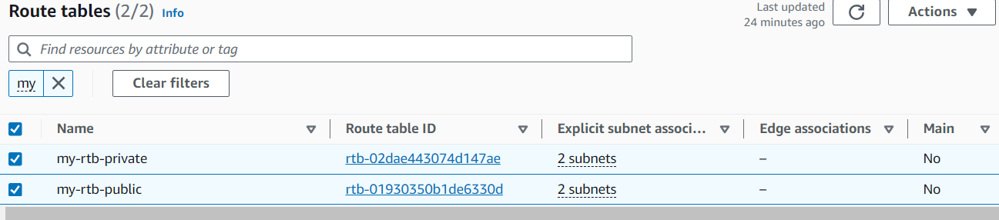 Route tables (2/2) Info
Last updated
24 minutes ago
Actions
Find resources by attribute or tag
my
Clear filters
Name Route table ID Explicit subnet associ... Edge associations Main
my-rtb-private rtb-02dae443074d147ae 2 subnets – No
my-rtb-public rtb-01930350b1de6330d 2 subnets – No